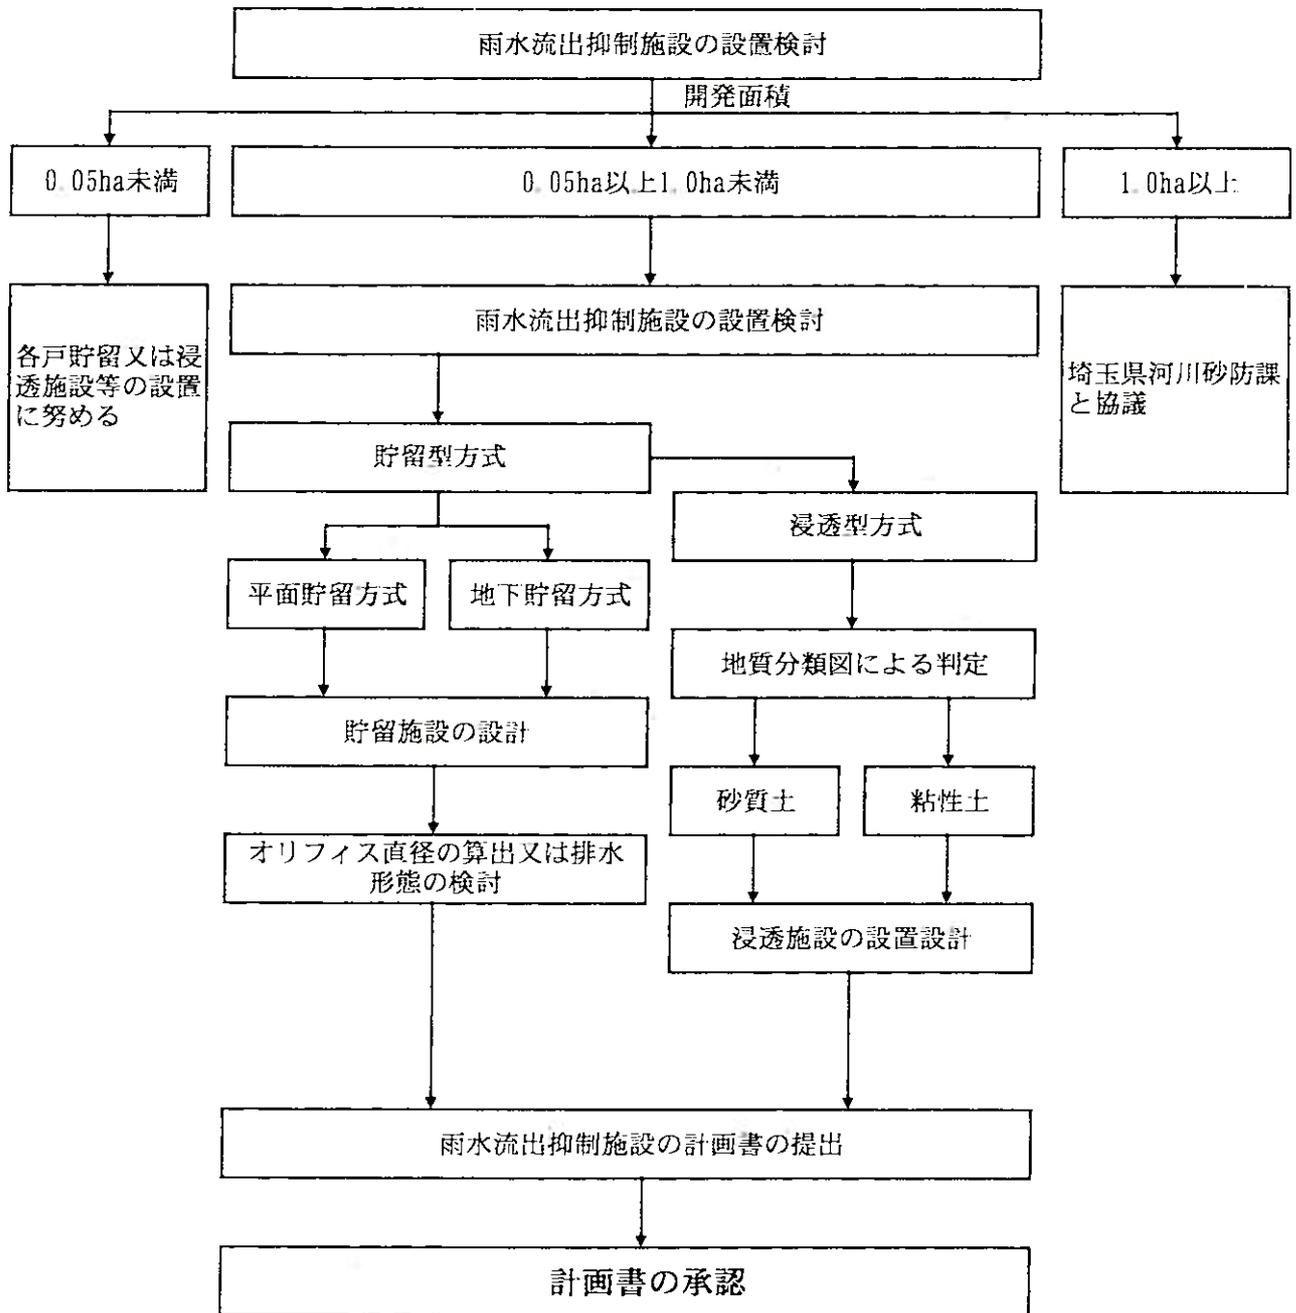 雨水流出抑制施設の設置検討
開発面積
0.05ha未満
0.05ha以上1.0ha未満
1.0ha以上
各戸貯留又は浸
透施設等の設置
に努める
雨水流出抑制施設の設置検討
埼玉県河川砂防課
と協議
貯留型方式
浸透型方式
平面貯留方式
地下貯留方式
地質分類図による判定
貯留施設の設計
砂質土
粘性土
オリフィス直径の算出又は排水
形態の検討
浸透施設の設置設計
雨水流出抑制施設の計画書の提出
計画書の承認